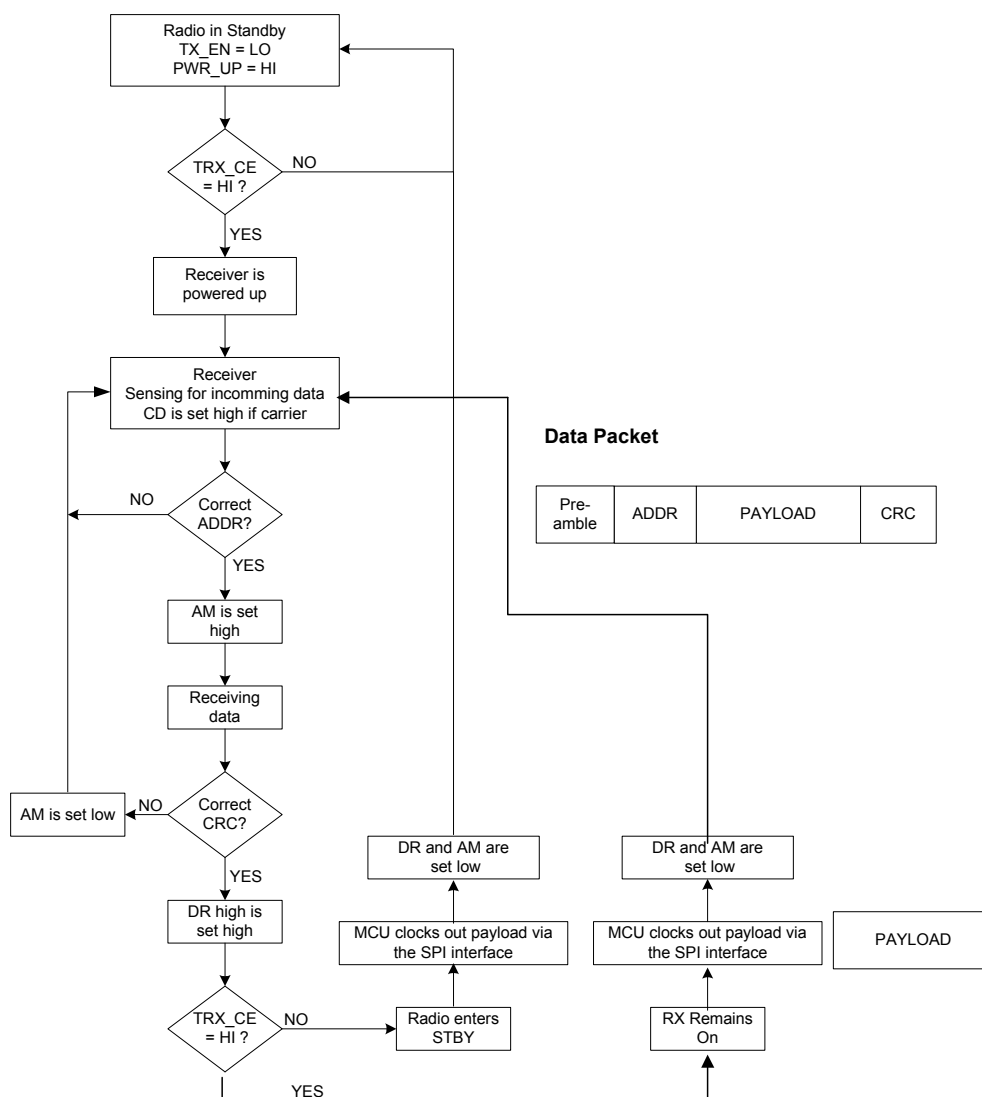 Radio in Standby
TX_EN = LO
PWR_UP = HI
TRX_CE
= HI ?
NO
YES
Receiver is
powered up
Receiver
Sensing for incomming data
CD is set high if carrier
Data Packet
Pre-
amble
ADDR
PAYLOAD
CRC
NO
Correct
ADDR?
YES
AM is set
high
Receiving
data
AM is set low
NO
Correct
CRC?
YES
DR high is
set high
TRX_CE
= HI ?
NO
YES
DR and AM are
set low
MCU clocks out payload via
the SPI interface
Radio enters
STBY
DR and AM are
set low
MCU clocks out payload via
the SPI interface
RX Remains
On
PAYLOAD